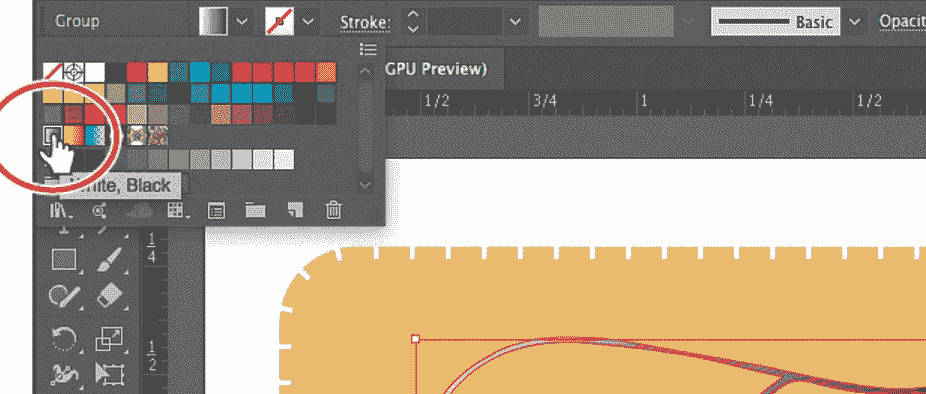 Group Stroke: Basic Opacit
GPU Preview)
1/2 3/4 1 1/4 1/2
White, Black
1/4
1/2